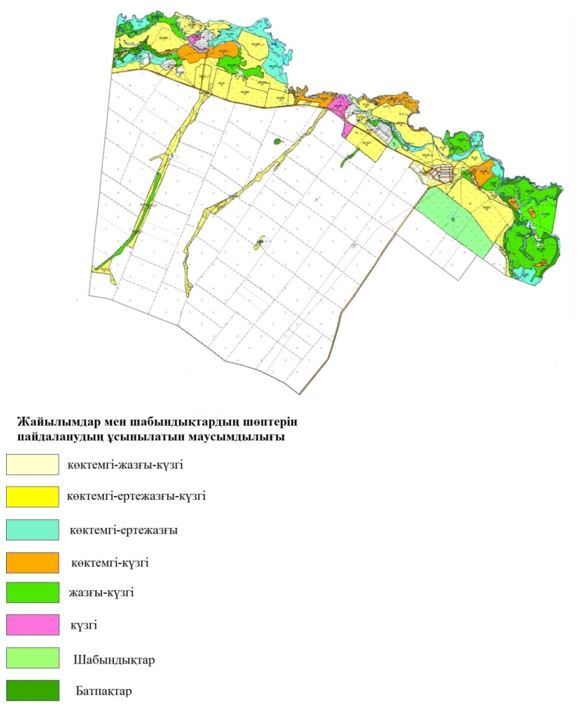 Жайылымдар мен шабындықтардың шөптерін
пайдаланудың ұсынылатын маусымдылығы
көктемгі-жазғы-күзгі
көктемгі-ертежазғы-күзгі
көктемгі-ертежазғы
көктемгі-күзгі
жазғы-күзгі
күзгі
Шабындықтар
Батпақтар